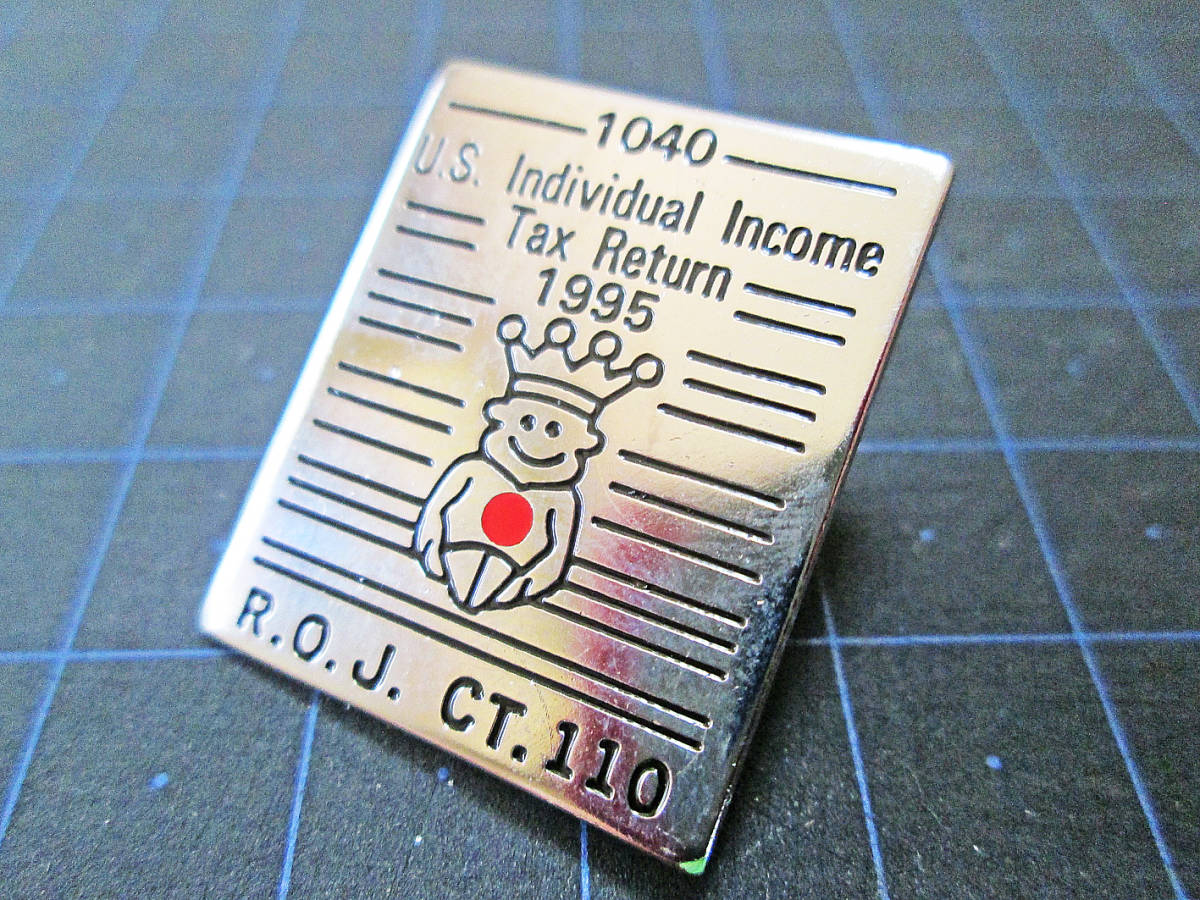 1040
U.S. Individual Income
Tax Return
1995
R.O.J. CT.110